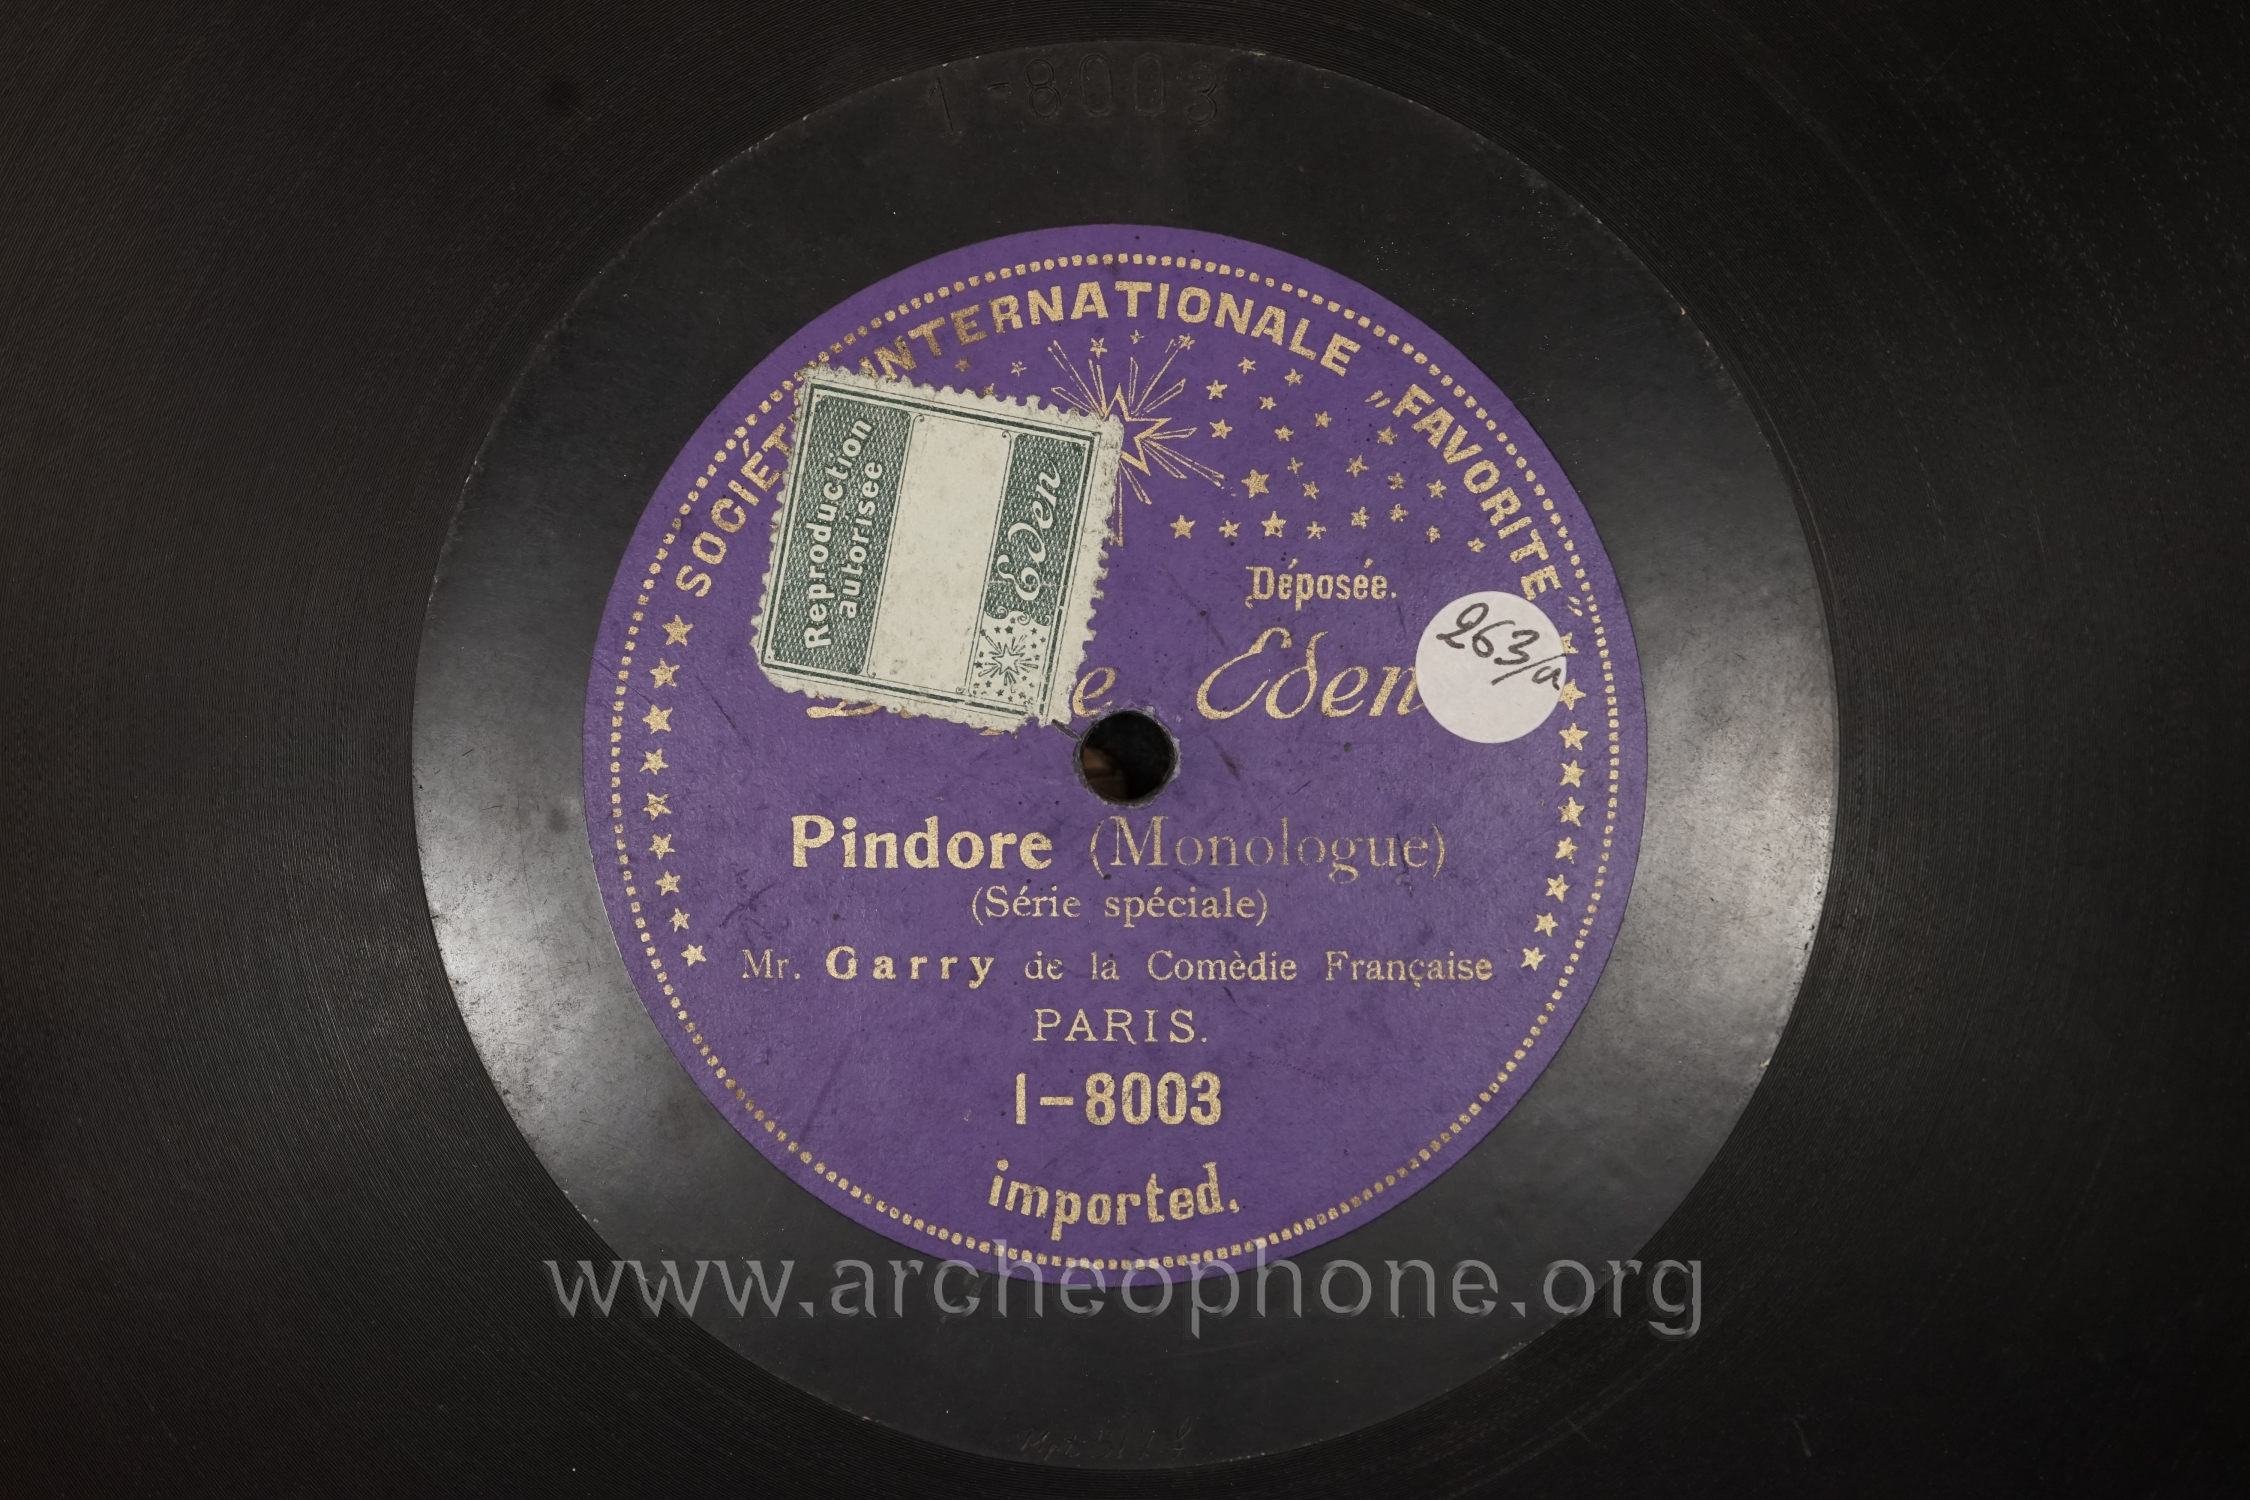 1-8003
SOCIÉT INTERNATIONALE „FAVORITE"
Reproduction
autorisée
Eden
Déposée.
Eden
263/a
Pindore (Monologue)
(Série spéciale)
Mr. Garry de la Comèdie Française
PARIS.
1-8003
imported.
www.archeophone.org